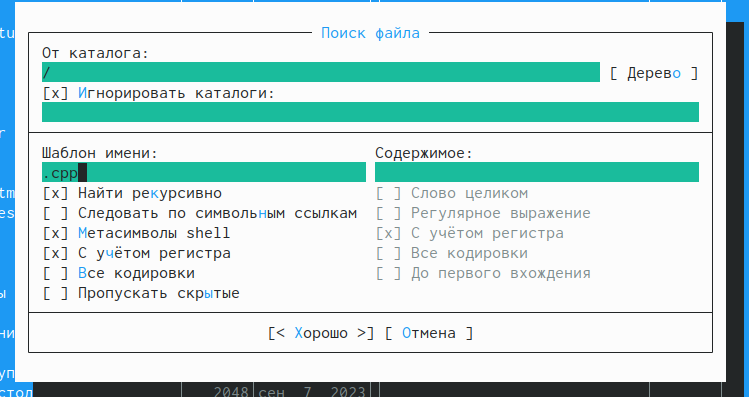 Поиск файла
От каталога:
/ [ Дерево ]
[x] Игнорировать каталоги:
Шаблон имени: Содержимое:
.cpp
[x] Найти рекурсивно [ ] Слово целиком
[ ] Следовать по символьным ссылкам [ ] Регулярное выражение
[x] Метасимволы shell [x] С учётом регистра
[x] С учётом регистра [ ] Все кодировки
[ ] Все кодировки [ ] До первого вхождения
[ ] Пропускать скрытые
[< Хорошо >] [ Отмена ]
2048 сен 7 2023